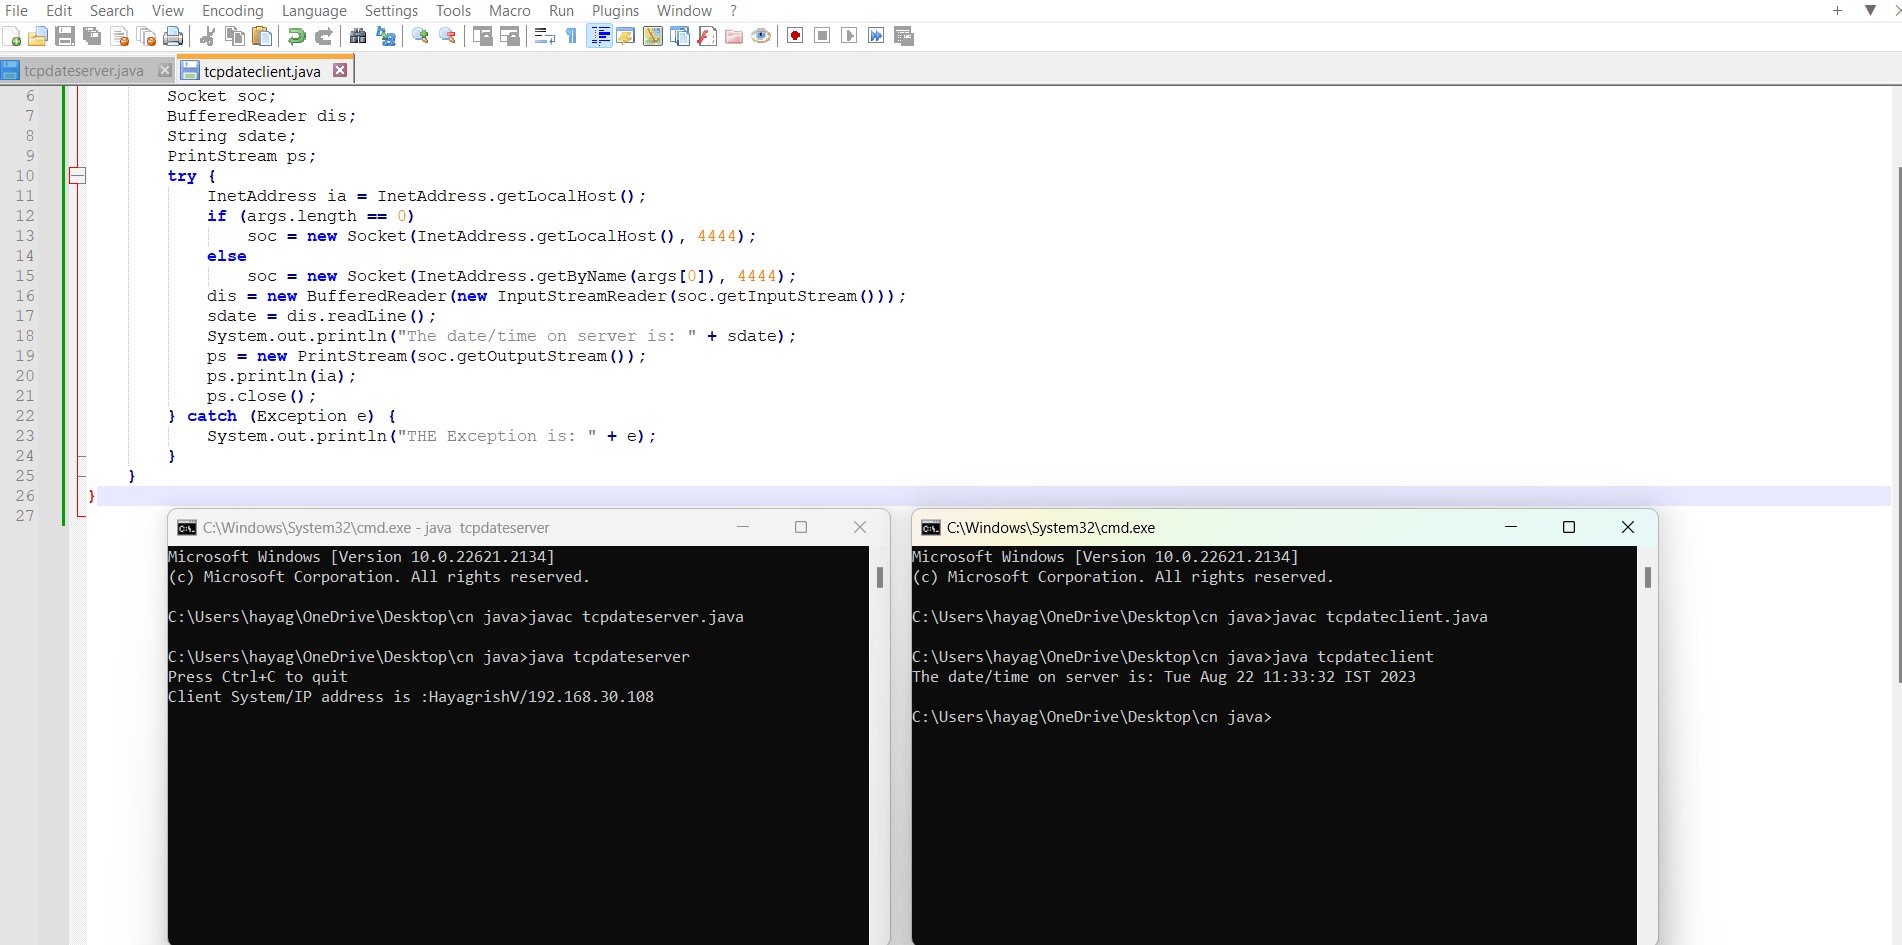 File Edit Search View Encoding Language Settings Tools Macro Run Plugins Window ?
tcpdateserver.java tcpdateclient.java
6 Socket soc;
7 BufferedReader dis;
8 String sdate;
9 PrintStream ps;
10 try {
11 InetAddress ia = InetAddress.getLocalHost();
12 if (args.length == 0)
13 soc = new Socket(InetAddress.getLocalHost(), 4444);
14 else
15 soc = new Socket(InetAddress.getByName(args[0]), 4444);
16 dis = new BufferedReader(new InputStreamReader(soc.getInputStream()));
17 sdate = dis.readLine();
18 System.out.println("The date/time on server is: " + sdate);
19 ps = new PrintStream(soc.getOutputStream());
20 ps.println(ia);
21 ps.close();
22 } catch (Exception e) {
23 System.out.println("THE Exception is: " + e);
24 }
25 }
26 }
27
C:\Windows\System32\cmd.exe - java tcpdateserver
Microsoft Windows [Version 10.0.22621.2134]
(c) Microsoft Corporation. All rights reserved.
C:\Users\hayag\OneDrive\Desktop\cn java>javac tcpdateserver.java
C:\Users\hayag\OneDrive\Desktop\cn java>java tcpdateserver
Press Ctrl+C to quit
Client System/IP address is :HayagrishV/192.168.30.108
C:\Windows\System32\cmd.exe
Microsoft Windows [Version 10.0.22621.2134]
(c) Microsoft Corporation. All rights reserved.
C:\Users\hayag\OneDrive\Desktop\cn java>javac tcpdateclient.java
C:\Users\hayag\OneDrive\Desktop\cn java>java tcpdateclient
The date/time on server is: Tue Aug 22 11:33:32 IST 2023
C:\Users\hayag\OneDrive\Desktop\cn java>